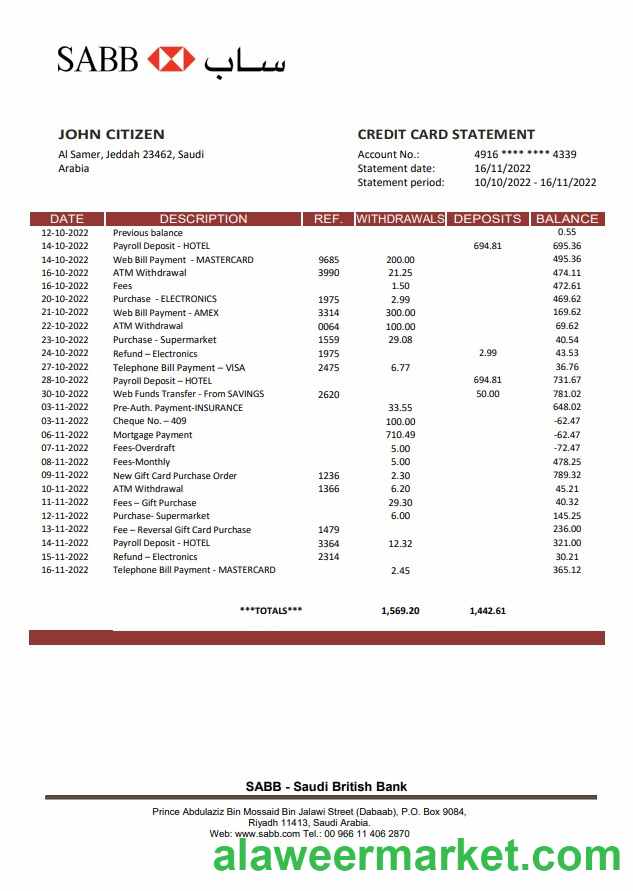 SABB ساب
JOHN CITIZEN
Al Samer, Jeddah 23462, Saudi
Arabia
CREDIT CARD STATEMENT
Account No.: 4916 **** **** 4339
Statement date: 16/11/2022
Statement period: 10/10/2022 - 16/11/2022
DATE DESCRIPTION REF. WITHDRAWALS DEPOSITS BALANCE
12-10-2022 Previous balance 0.55
14-10-2022 Payroll Deposit - HOTEL 694.81 695.36
14-10-2022 Web Bill Payment - MASTERCARD 9685 200.00 495.36
16-10-2022 ATM Withdrawal 3990 21.25 474.11
16-10-2022 Fees 1.50 472.61
20-10-2022 Purchase - ELECTRONICS 1975 2.99 469.62
21-10-2022 Web Bill Payment - AMEX 3314 300.00 169.62
22-10-2022 ATM Withdrawal 0064 100.00 69.62
23-10-2022 Purchase - Supermarket 1559 29.08 40.54
24-10-2022 Refund – Electronics 1975 2.99 43.53
27-10-2022 Telephone Bill Payment – VISA 2475 6.77 36.76
28-10-2022 Payroll Deposit – HOTEL 694.81 731.67
30-10-2022 Web Funds Transfer - From SAVINGS 2620 50.00 781.02
03-11-2022 Pre-Auth. Payment-INSURANCE 33.55 648.02
03-11-2022 Cheque No. – 409 100.00 -62.47
06-11-2022 Mortgage Payment 710.49 -62.47
07-11-2022 Fees-Overdraft 5.00 -72.47
08-11-2022 Fees-Monthly 5.00 478.25
09-11-2022 New Gift Card Purchase Order 1236 2.30 789.32
10-11-2022 ATM Withdrawal 1366 6.20 45.21
11-11-2022 Fees – Gift Purchase 29.30 40.32
12-11-2022 Purchase- Supermarket 6.00 145.25
13-11-2022 Fee – Reversal Gift Card Purchase 1479 236.00
14-11-2022 Payroll Deposit - HOTEL 3364 12.32 321.00
15-11-2022 Refund – Electronics 2314 30.21
16-11-2022 Telephone Bill Payment - MASTERCARD 2.45 365.12
***TOTALS*** 1,569.20 1,442.61
SABB - Saudi British Bank
Prince Abdulaziz Bin Mossaid Bin Jalawi Street (Dabaab), P.O. Box 9084,
Riyadh 11413, Saudi Arabia.
Web: www.sabb.com Tel.: 00 966 11 406 2870
alaweermarket.com